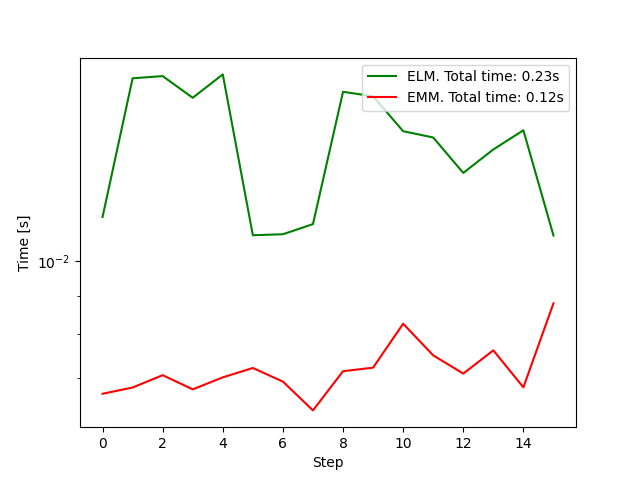 ELM. Total time: 0.23s
EMM. Total time: 0.12s
Time [s]
10⁻²
0 2 4 6 8 10 12 14
Step